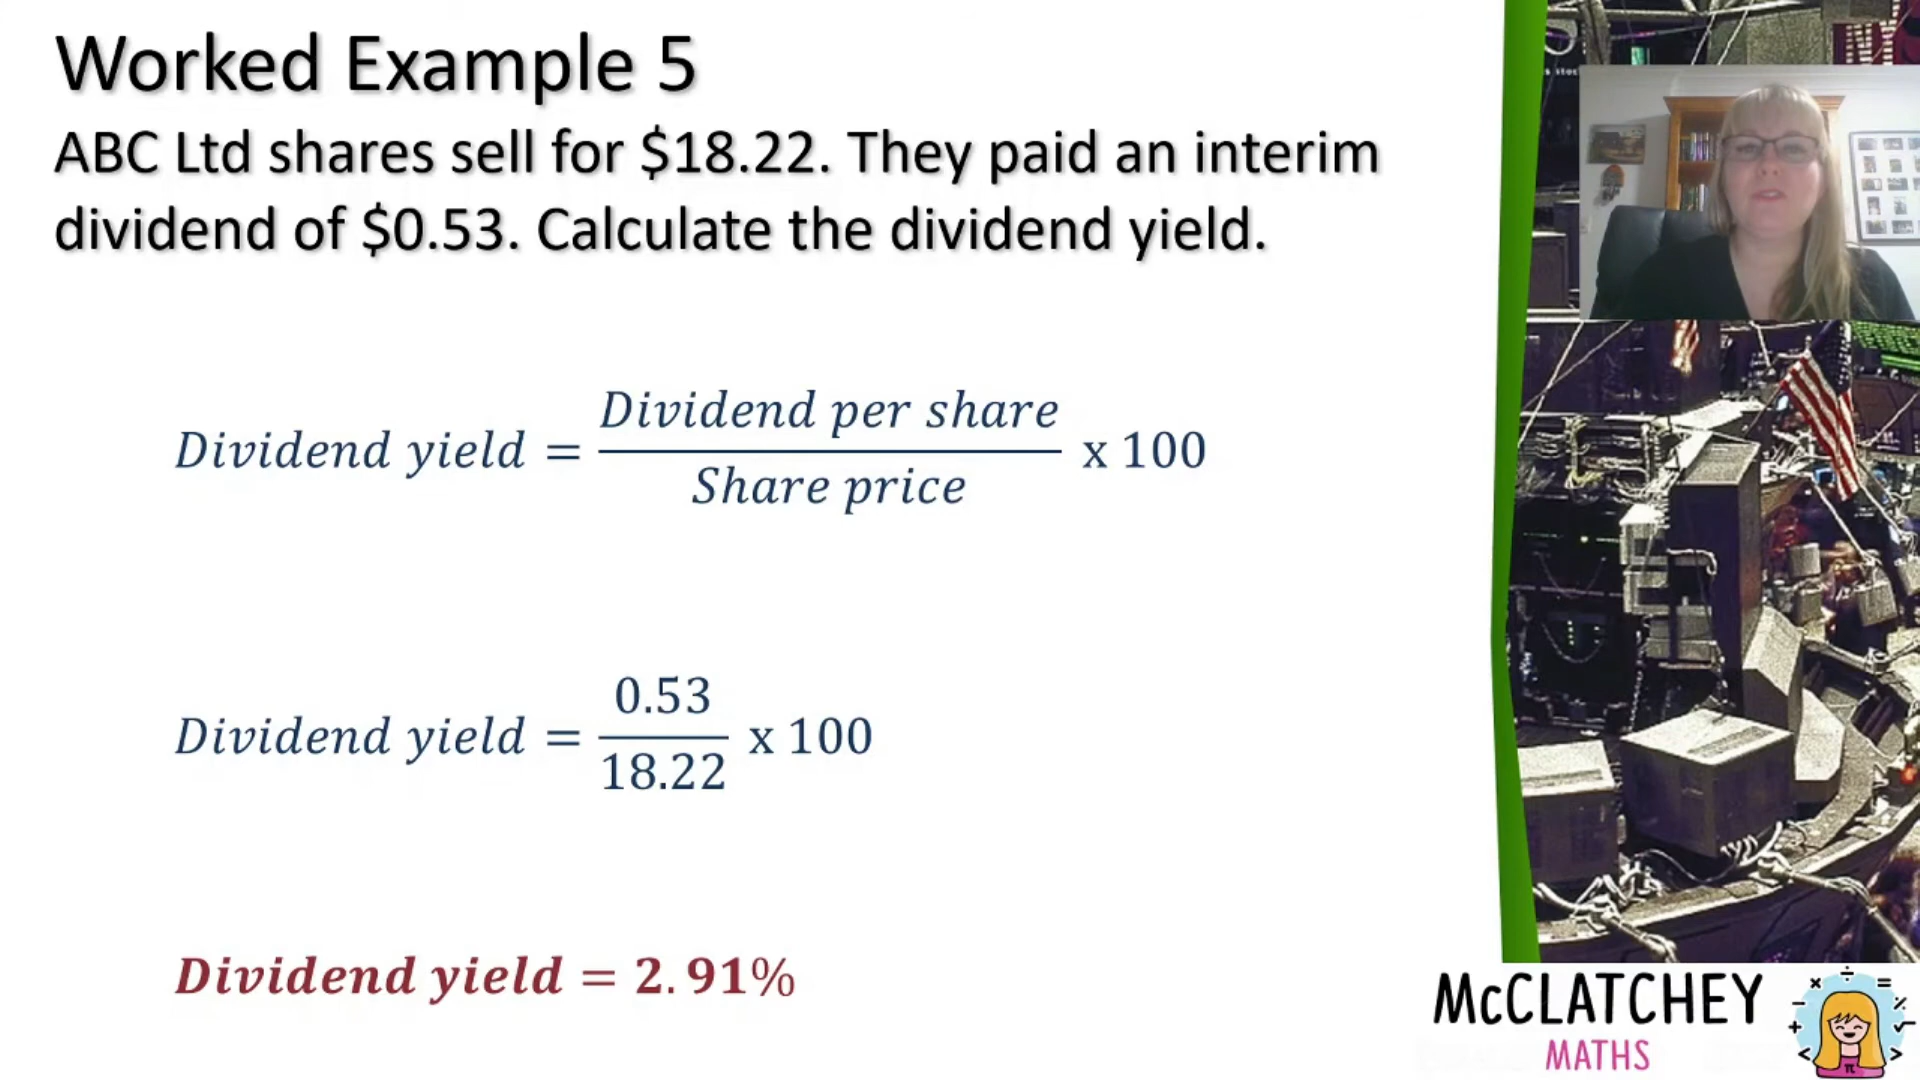 Worked Example 5
ABC Ltd shares sell for $18.22. They paid an interim
dividend of $0.53. Calculate the dividend yield.
Dividend yield = Dividend per share / Share price x 100
Dividend yield = 0.53 / 18.22 x 100
Dividend yield = 2.91%
McCLATCHEY
MATHS